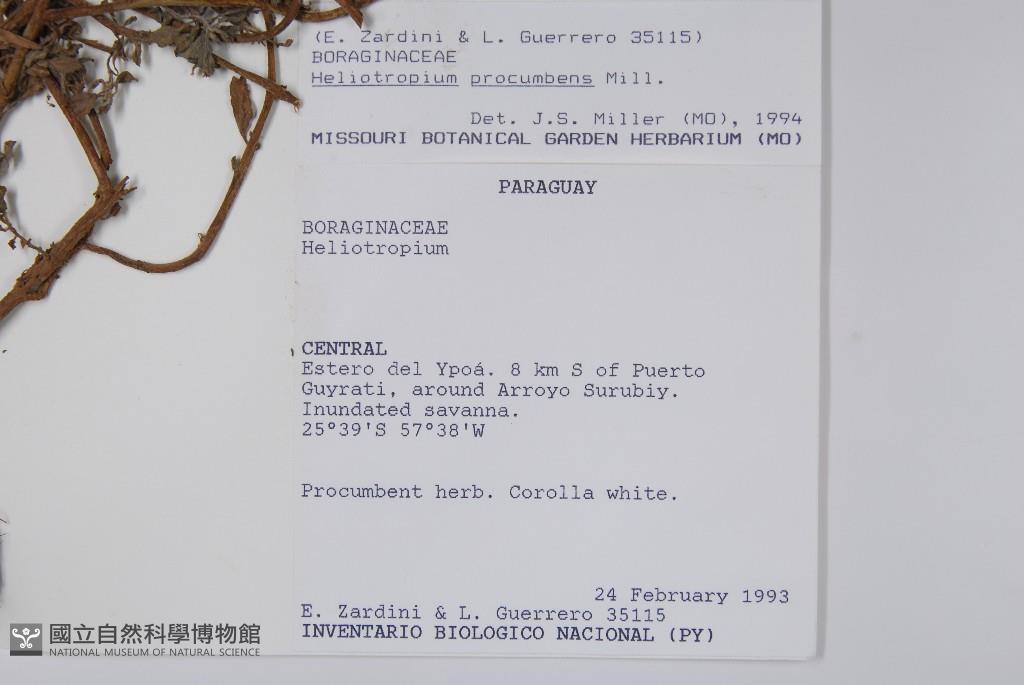 (E. Zardini & L. Guerrero 35115)
BORAGINACEAE
Heliotropium procumbens Mill.
Det. J.S. Miller (MO), 1994
MISSOURI BOTANICAL GARDEN HERBARIUM (MO)
PARAGUAY
BORAGINACEAE
Heliotropium
CENTRAL
Estero del Ypoá. 8 km S of Puerto
Guyrati, around Arroyo Surubiy.
Inundated savanna.
25°39'S 57°38'W
Procumbent herb. Corolla white.
24 February 1993
E. Zardini & L. Guerrero 35115
INVENTARIO BIOLOGICO NACIONAL (PY)
國立自然科學博物館
NATIONAL MUSEUM OF NATURAL SCIENCE